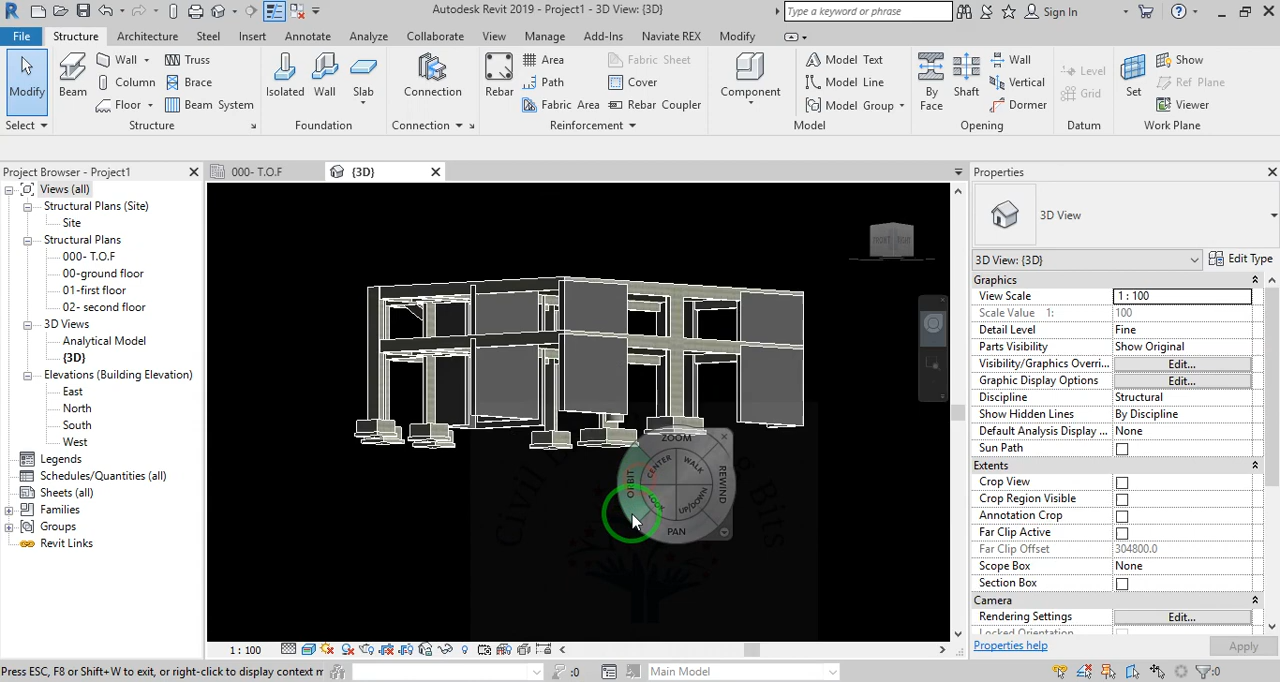 Autodesk Revit 2019 - Project1 - 3D View: {3D}
Type a keyword or phrase
Sign In
File Structure Architecture Steel Insert Annotate Analyze Collaborate View Manage Add-Ins Naviate REX Modify
Modify
Select
Beam
Wall
Column
Floor
Truss
Brace
Beam System
Structure
Isolated
Wall
Slab
Foundation
Connection
Connection
Rebar
Area
Path
Fabric Area
Fabric Sheet
Cover
Rebar Coupler
Reinforcement
Component
Model Text
Model Line
Model Group
Model
By
Face
Shaft
Wall
Vertical
Dormer
Opening
Level
Grid
Datum
Set
Show
Ref Plane
Viewer
Work Plane
Project Browser - Project1
Views (all)
Structural Plans (Site)
Site
Structural Plans
000- T.O.F
00-ground floor
01-first floor
02- second floor
3D Views
Analytical Model
{3D}
Elevations (Building Elevation)
East
North
South
West
Legends
Schedules/Quantities (all)
Sheets (all)
Families
Groups
Revit Links
000- T.O.F
{3D}
FRONT RIGHT
ZOOM
ORBIT
CENTER
WALK
REWIND
LOOK
UP/DOWN
PAN
Properties
3D View
3D View: {3D}
Edit Type
Graphics
View Scale 1 : 100
Scale Value 1: 100
Detail Level Fine
Parts Visibility Show Original
Visibility/Graphics Overri... Edit...
Graphic Display Options Edit...
Discipline Structural
Show Hidden Lines By Discipline
Default Analysis Display ... None
Sun Path
Extents
Crop View
Crop Region Visible
Annotation Crop
Far Clip Active
Far Clip Offset 304800.0
Scope Box None
Section Box
Camera
Rendering Settings Edit...
Properties help
Apply
1 : 100
Press ESC, F8 or Shift+W to exit, or right-click to display context m
:0
Main Model
:0